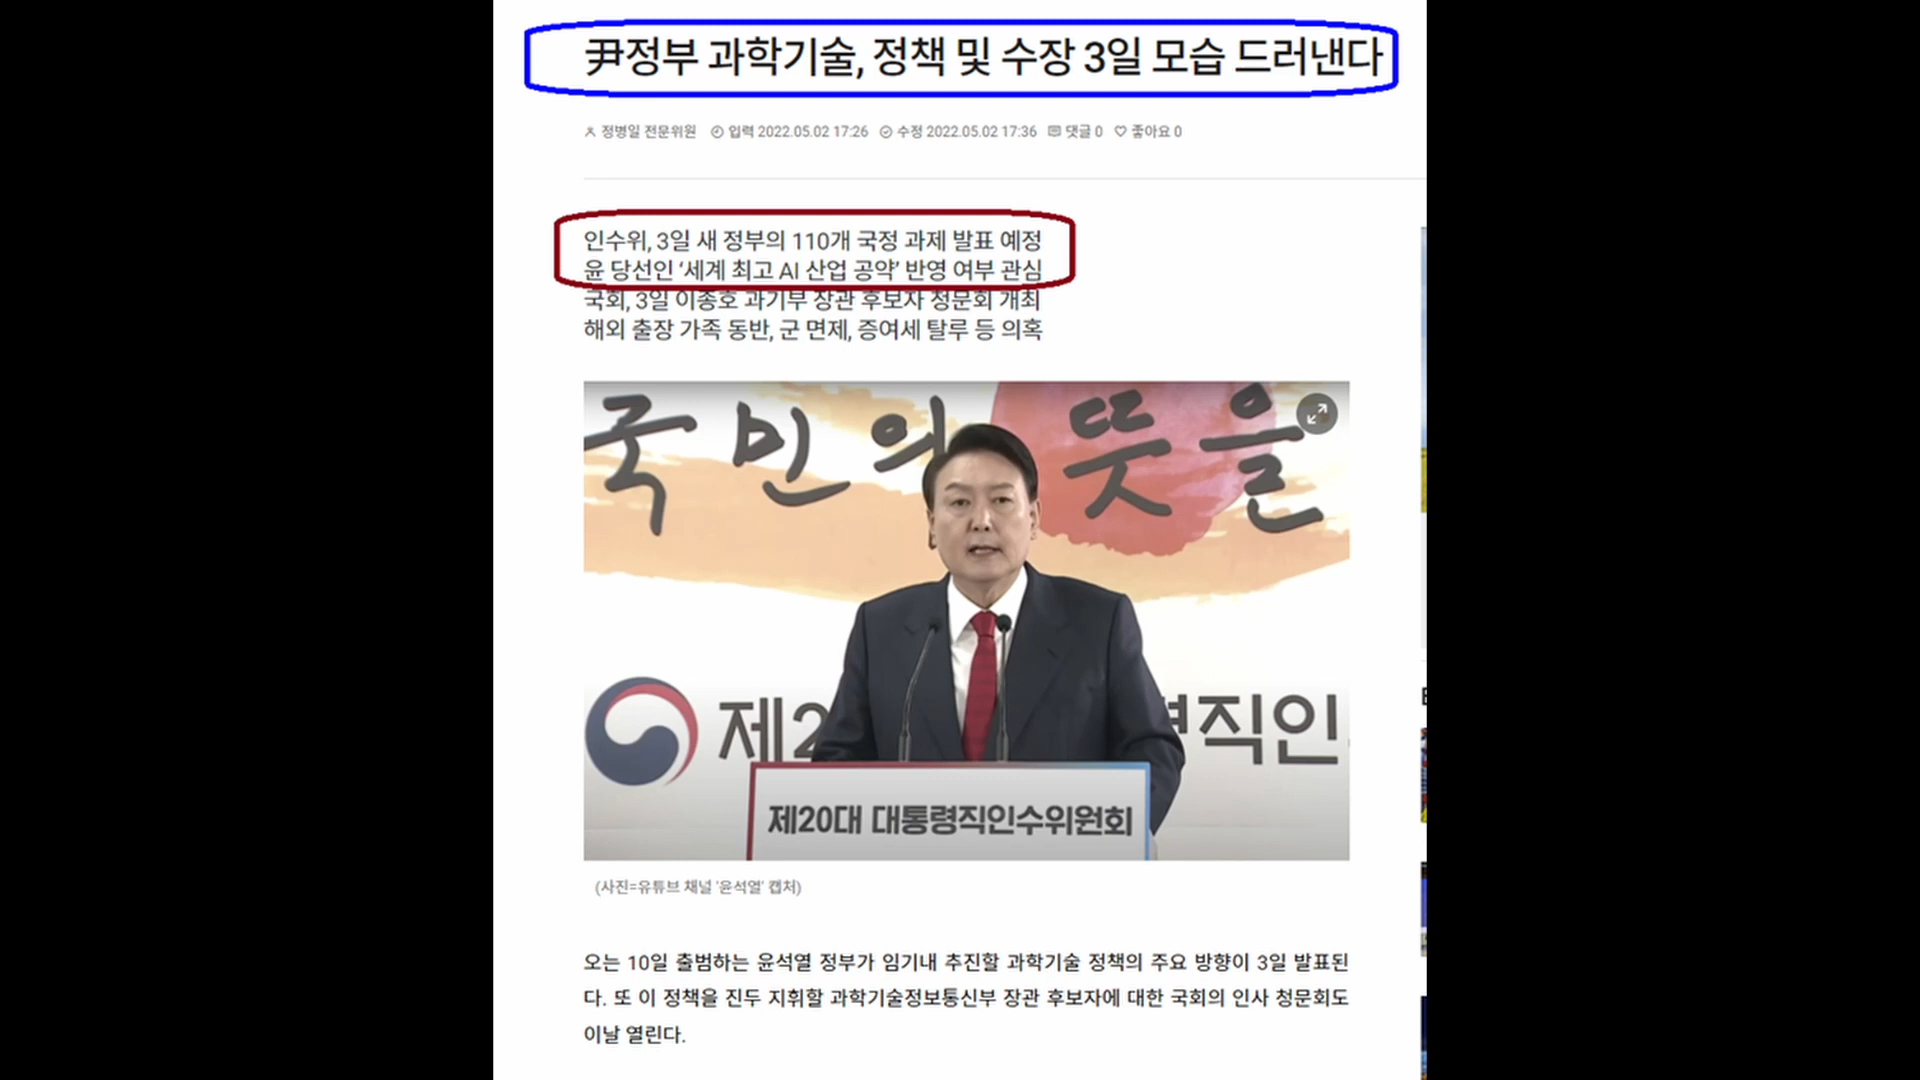 尹정부 과학기술, 정책 및 수장 3일 모습 드러낸다
정병일 전문위원 입력 2022.05.02 17:26 수정 2022.05.02 17:36 댓글 0 좋아요 0
인수위, 3일 새 정부의 110개 국정 과제 발표 예정
윤 당선인 ‘세계 최고 AI 산업 공약’ 반영 여부 관심
국회, 3일 이종호 과기부 장관 후보자 청문회 개최
해외 출장 가족 동반, 군 면제, 증여세 탈루 등 의혹
국민의 뜻을
제2 직인
제20대 대통령직인수위원회
(사진=유튜브 채널 '윤석열' 캡처)
오는 10일 출범하는 윤석열 정부가 임기내 추진할 과학기술 정책의 주요 방향이 3일 발표된
다. 또 이 정책을 진두 지휘할 과학기술정보통신부 장관 후보자에 대한 국회의 인사 청문회도
이날 열린다.